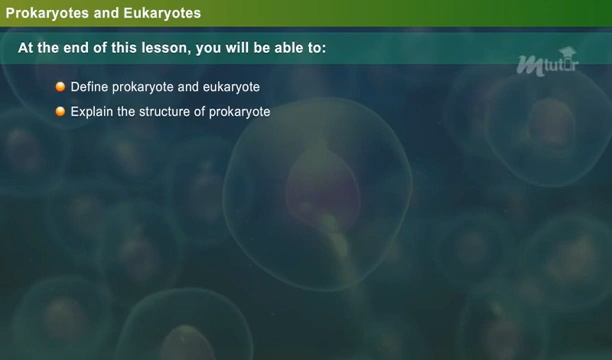 Prokaryotes and Eukaryotes
At the end of this lesson, you will be able to:
Mtutor
Define prokaryote and eukaryote
Explain the structure of prokaryote